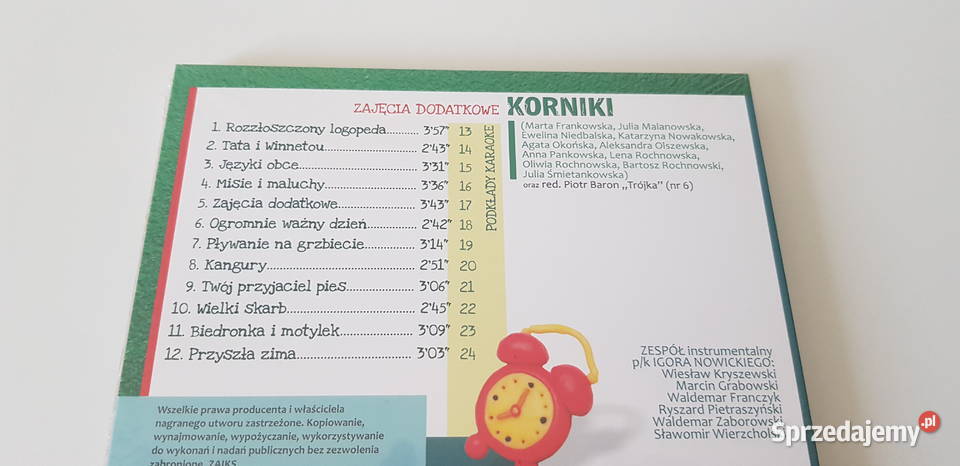 ZAJĘCIA DODATKOWE KORNIKI
1. Rozzłoszczony logopeda........... 3'57" 13
2. Tata i Winnetou....................... 2'43" 14
3. Języki obce............................. 3'31" 15
4. Misie i maluchy....................... 3'36" 16
5. Zajęcia dodatkowe................... 3'43" 17
6. Ogromnie ważny dzień............. 2'42" 18
7. Pływanie na grzbiecie.............. 3'14" 19
8. Kangury.................................. 2'51" 20
9. Twój przyjaciel pies................. 3'06" 21
10. Wielki skarb.......................... 2'45" 22
11. Biedronka i motylek................ 3'09" 23
12. Przyszła zima......................... 3'03" 24
PODKŁADY KARAOKE
(Marta Frankowska, Julia Malanowska,
Ewelina Niedbalska, Katarzyna Nowakowska,
Agata Okońska, Aleksandra Olszewska,
Anna Pankowska, Lena Rochnowska,
Oliwia Rochnowska, Bartosz Rochnowski,
Julia Śmietankowska)
oraz red. Piotr Baron „Trójka" (nr 6)
ZESPÓŁ instrumentalny
p/k IGORA NOWICKIEGO:
Wiesław Kryszewski
Marcin Grabowski
Waldemar Franczyk
Ryszard Pietraszyński
Waldemar Zaborowski
Sławomir Wierzchols
Wszelkie prawa producenta i właściciela
nagranego utworu zastrzeżone. Kopiowanie,
wynajmowanie, wypożyczanie, wykorzystywanie
do wykonań i nadań publicznych bez zezwolenia
zabronione. ZAIKS
Sprzedajemy.pl